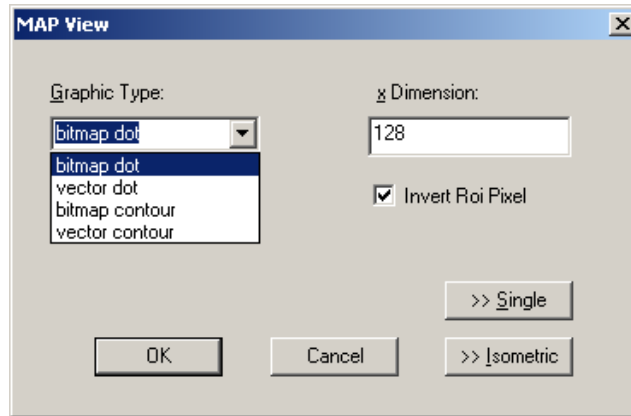 MAP View
Graphic Type:
x Dimension:
bitmap dot
128
bitmap dot
vector dot
bitmap contour
vector contour
Invert Roi Pixel
>> Single
OK
Cancel
>> Isometric